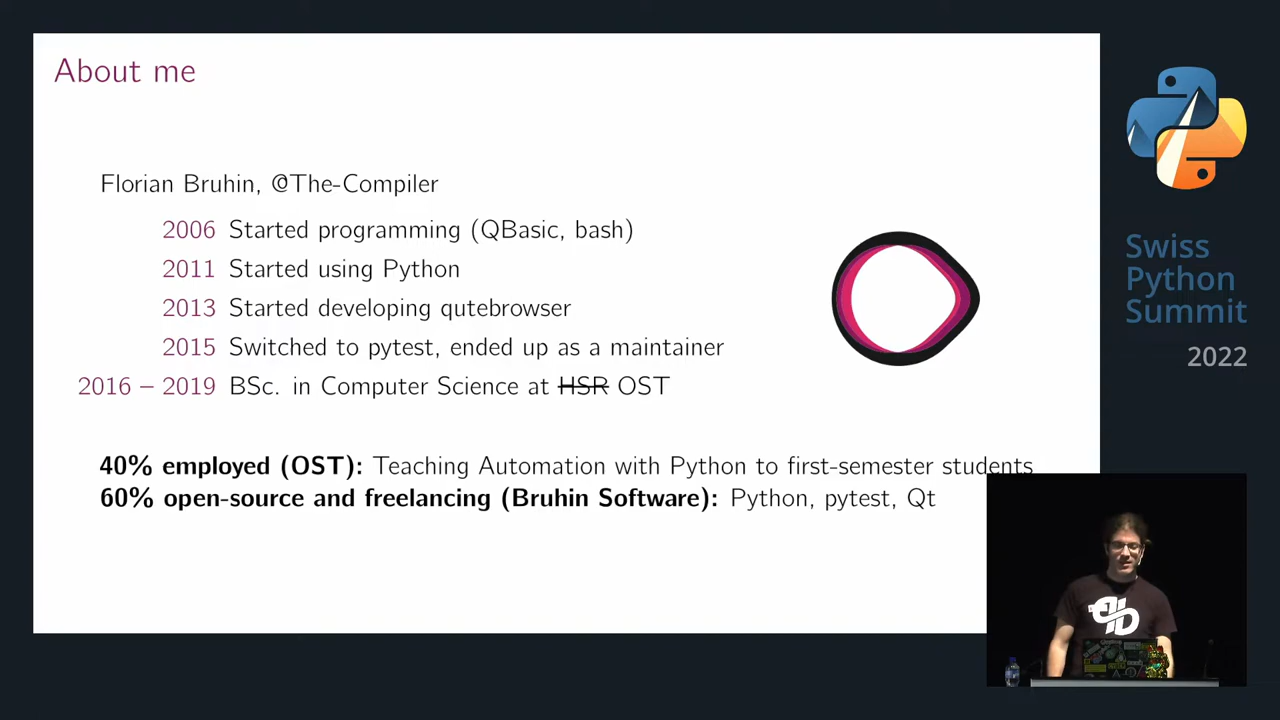 About me
Florian Bruhin, @The-Compiler
2006 Started programming (QBasic, bash)
2011 Started using Python
2013 Started developing qutebrowser
2015 Switched to pytest, ended up as a maintainer
2016 – 2019 BSc. in Computer Science at HSR OST
40% employed (OST): Teaching Automation with Python to first-semester students
60% open-source and freelancing (Bruhin Software): Python, pytest, Qt
Swiss
Python
Summit
2022